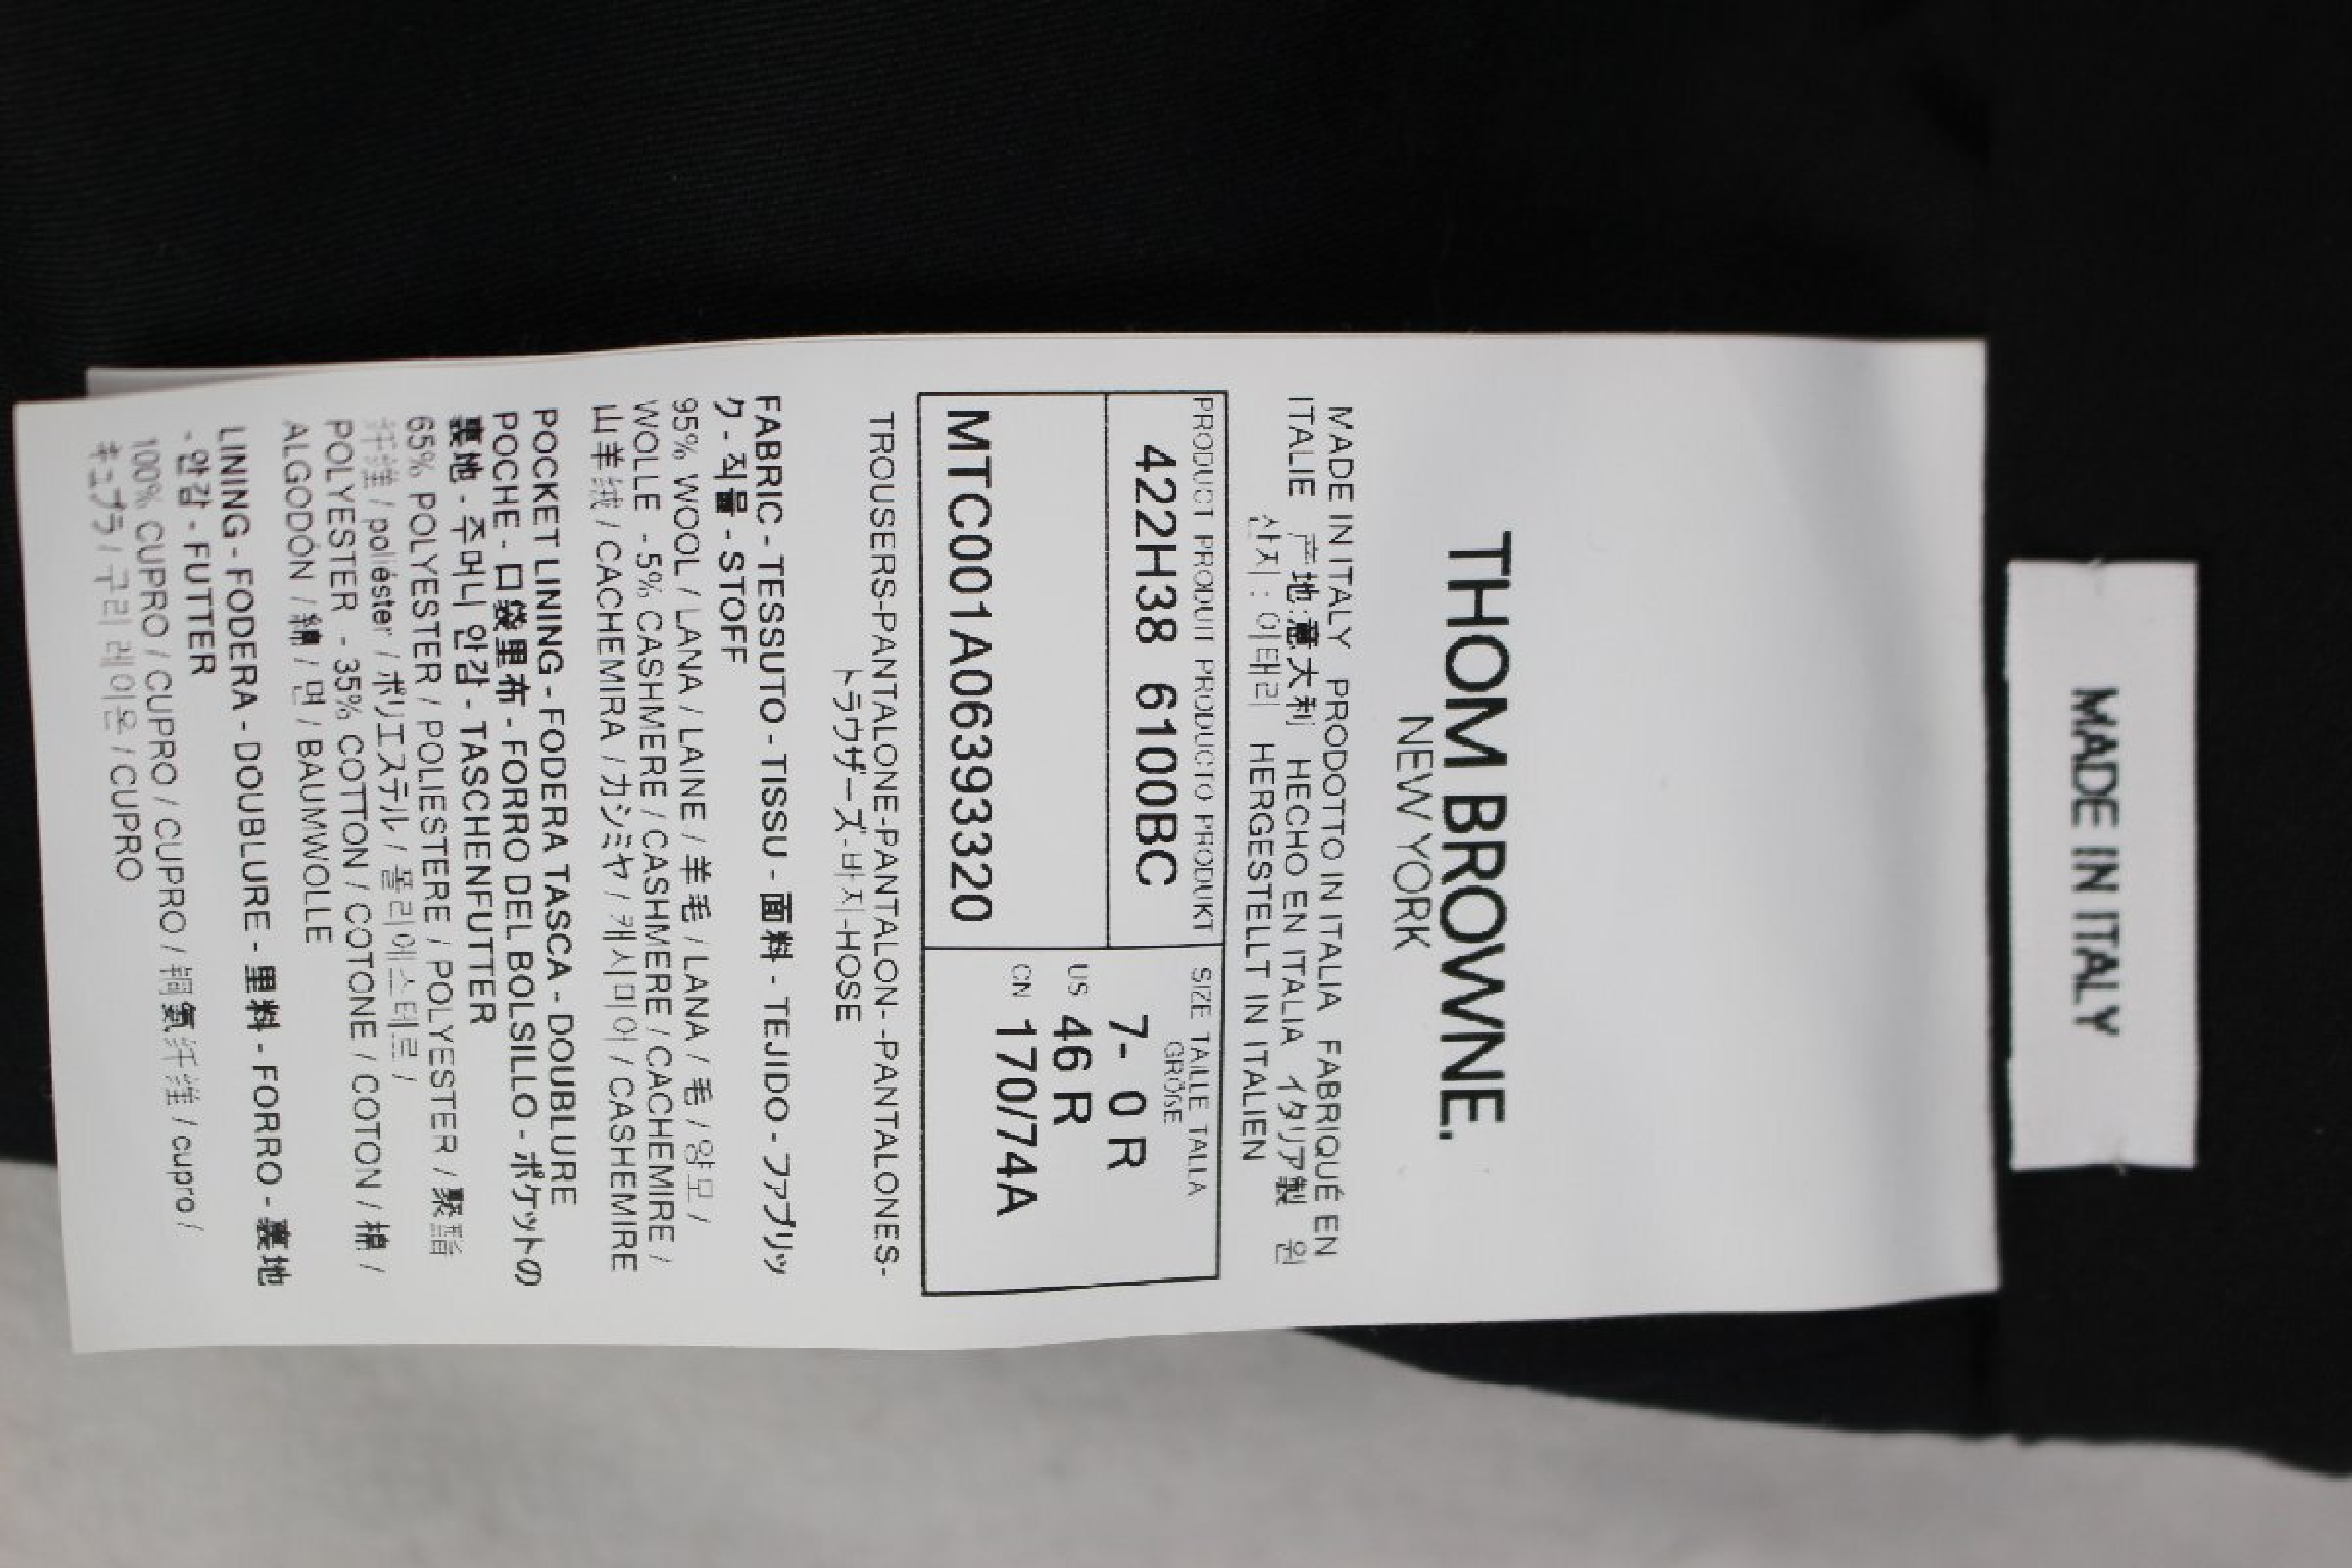 THOM BROWNE.
NEW YORK
MADE IN ITALY PRODOTTO IN ITALIA FABRIQUÉ EN
ITALIE 产地:意大利 HECHO EN ITALIA イタリア製 원
산지 : 이태리 HERGESTELLT IN ITALIEN
PRODUCT PRODUIT PRODUCTO PRODUKT
422H38 6100BC
MTC001A06393320
SIZE TAILLE TALLA
GRÖßE
7- 0 R
US 46 R
CN 170/74A
TROUSERS-PANTALONE-PANTALON- -PANTALONES-
トラウザーズ-바지-HOSE
FABRIC - TESSUTO - TISSU - 面料 - TEJIDO - ファブリッ
ク - 직물 - STOFF
95% WOOL / LANA / LAINE / 羊毛 / LANA / 毛 / 양모 /
WOLLE - 5% CASHMERE / CASHMERE / CACHEMIRE /
山羊绒 / CACHEMIRA / カシミヤ / 캐시미어 / CASHEMIRE
POCKET LINING - FODERA TASCA - DOUBLURE
POCHE - 口袋里布 - FORRO DEL BOLSILLO - ポケットの
裏地 - 주머니 안감 - TASCHENFUTTER
65% POLYESTER / POLIESTERE / POLYESTER / 聚酯
纤维 / poliéster / ポリエステル / 폴리에스테르 /
POLYESTER - 35% COTTON / COTONE / COTON / 棉 /
ALGODÓN / 綿 / 면 / BAUMWOLLE
LINING - FODERA - DOUBLURE - 里料 - FORRO - 裏地
- 안감 - FUTTER
100% CUPRO / CUPRO / CUPRO / 铜氨纤维 / cupro /
キュプラ / 구리 레이온 / CUPRO
MADE IN ITALY